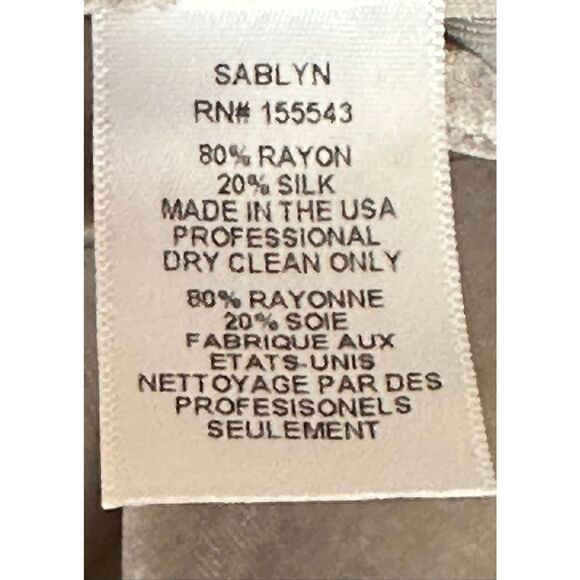 SABLYN
RN# 155543
80% RAYON
20% SILK
MADE IN THE USA
PROFESSIONAL
DRY CLEAN ONLY
80% RAYONNE
20% SOIE
FABRIQUE AUX
ETATS-UNIS
NETTOYAGE PAR DES
PROFESISONELS
SEULEMENT